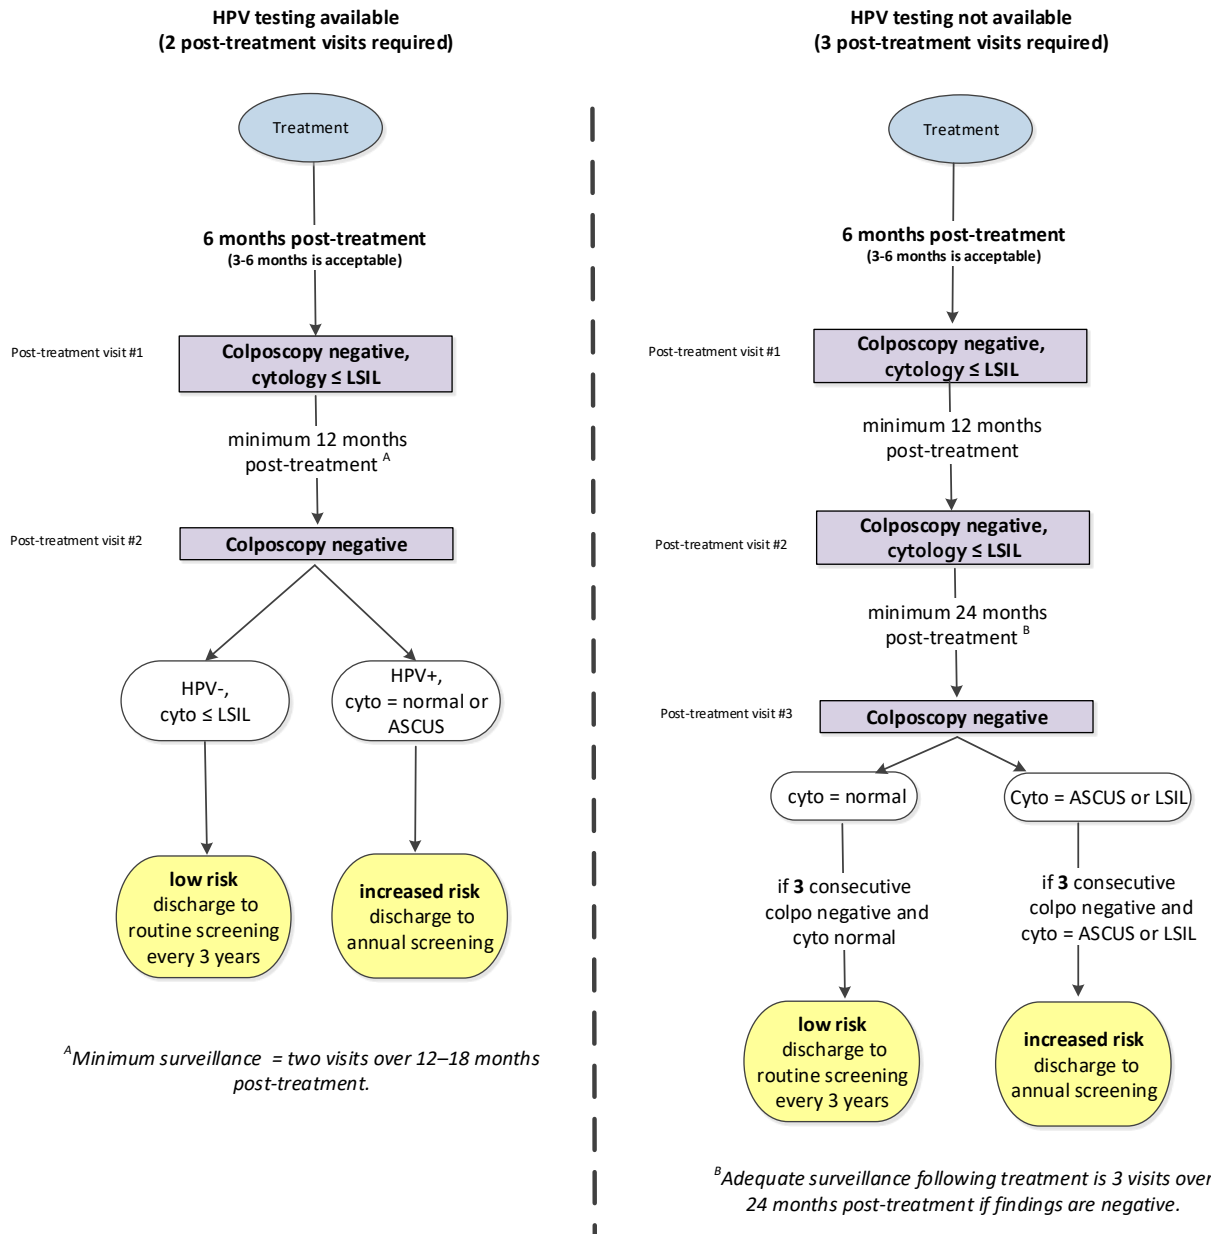 HPV testing available
(2 post-treatment visits required)
Treatment
6 months post-treatment
(3-6 months is acceptable)
Post-treatment visit #1
Colposcopy negative,
cytology ≤ LSIL
minimum 12 months
post-treatment A
Post-treatment visit #2
Colposcopy negative
HPV-,
cyto ≤ LSIL
HPV+,
cyto = normal or
ASCUS
low risk
discharge to
routine screening
every 3 years
increased risk
discharge to
annual screening
A Minimum surveillance = two visits over 12–18 months
post-treatment.
HPV testing not available
(3 post-treatment visits required)
Treatment
6 months post-treatment
(3-6 months is acceptable)
Post-treatment visit #1
Colposcopy negative,
cytology ≤ LSIL
minimum 12 months
post-treatment
Post-treatment visit #2
Colposcopy negative,
cytology ≤ LSIL
minimum 24 months
post-treatment B
Post-treatment visit #3
Colposcopy negative
cyto = normal
Cyto = ASCUS or LSIL
if 3 consecutive
colpo negative and
cyto normal
if 3 consecutive
colpo negative and
cyto = ASCUS or LSIL
low risk
discharge to
routine screening
every 3 years
increased risk
discharge to
annual screening
B Adequate surveillance following treatment is 3 visits over
24 months post-treatment if findings are negative.